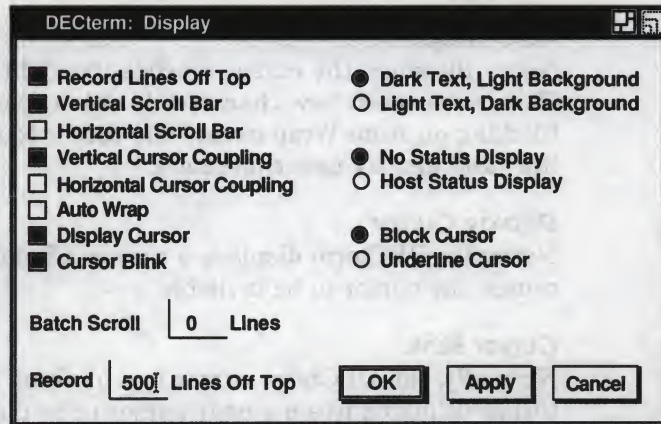 DECterm: Display
Record Lines Off Top
Vertical Scroll Bar
Horizontal Scroll Bar
Vertical Cursor Coupling
Horizontal Cursor Coupling
Auto Wrap
Display Cursor
Cursor Blink
Dark Text, Light Background
Light Text, Dark Background
No Status Display
Host Status Display
Block Cursor
Underline Cursor
Batch Scroll 0 Lines
Record 500 Lines Off Top
OK Apply Cancel